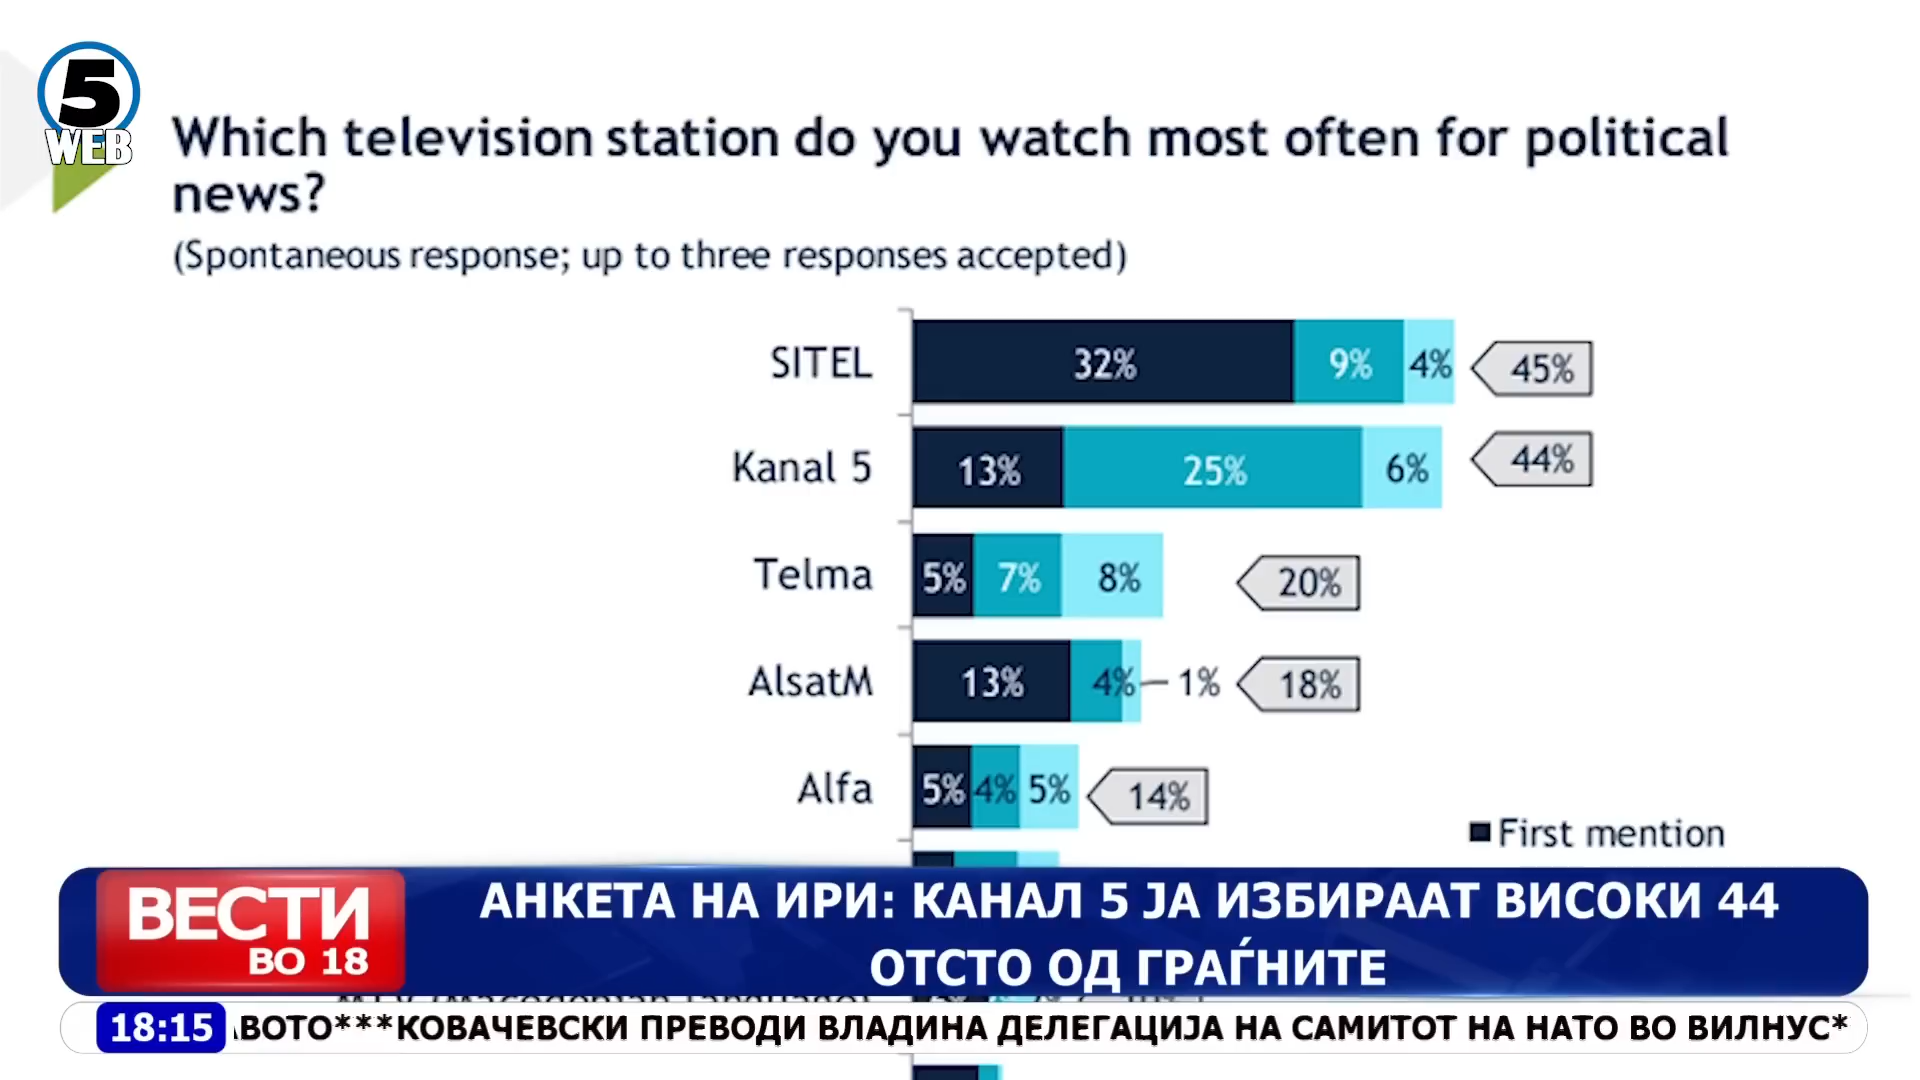 5
WEB
Which television station do you watch most often for political
news?
(Spontaneous response; up to three responses accepted)
SITEL 32% 9% 4% 45%
Kanal 5 13% 25% 6% 44%
Telma 5% 7% 8% 20%
AlsatM 13% 4% 1% 18%
Alfa 5% 4% 5% 14%
First mention
ВЕСТИ
ВО 18
АНКЕТА НА ИРИ: КАНАЛ 5 ЈА ИЗБИРААТ ВИСОКИ 44
ОТСТО ОД ГРАЃНИТЕ
18:15 АВОТО***КОВАЧЕВСКИ ПРЕВОДИ ВЛАДИНА ДЕЛЕГАЦИЈА НА САМИТОТ НА НАТО ВО ВИЛНУС*